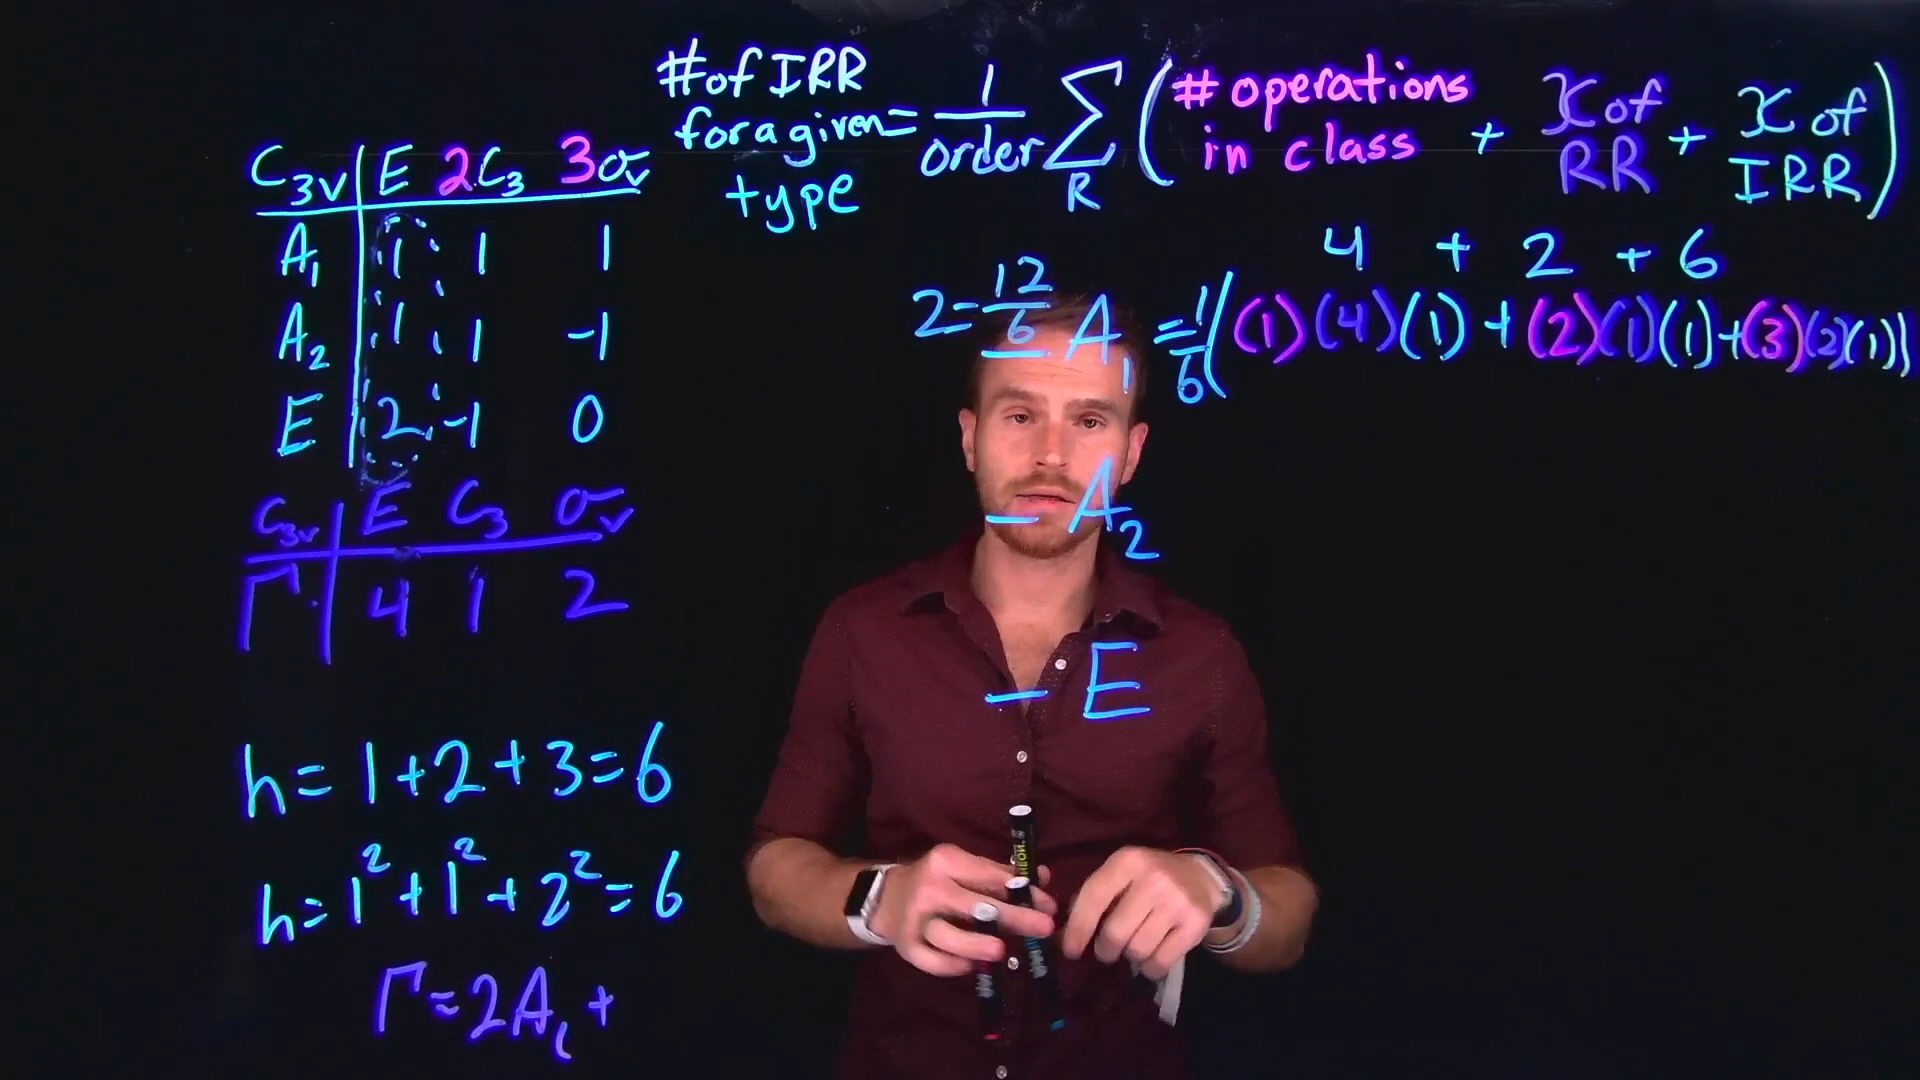 # of IRR for a given type = 1/order Σ_R ( # operations in class + χ of RR + χ of IRR )
C₃ᵥ | E 2C₃ 3σᵥ
A₁ | 1 1 1
A₂ | 1 1 -1
E | 2 -1 0
C₃ᵥ | E C₃ σᵥ
Γ | 4 1 2
h = 1+2+3 = 6
h = 1²+1²+2² = 6
Γ = 2A₁ +
4 + 2 + 6
2 = 12/6 _ A₁ = 1/6 ( (1)(4)(1) + (2)(1)(1) + (3)(2)(1) )
_ A₂
_ E
NEON